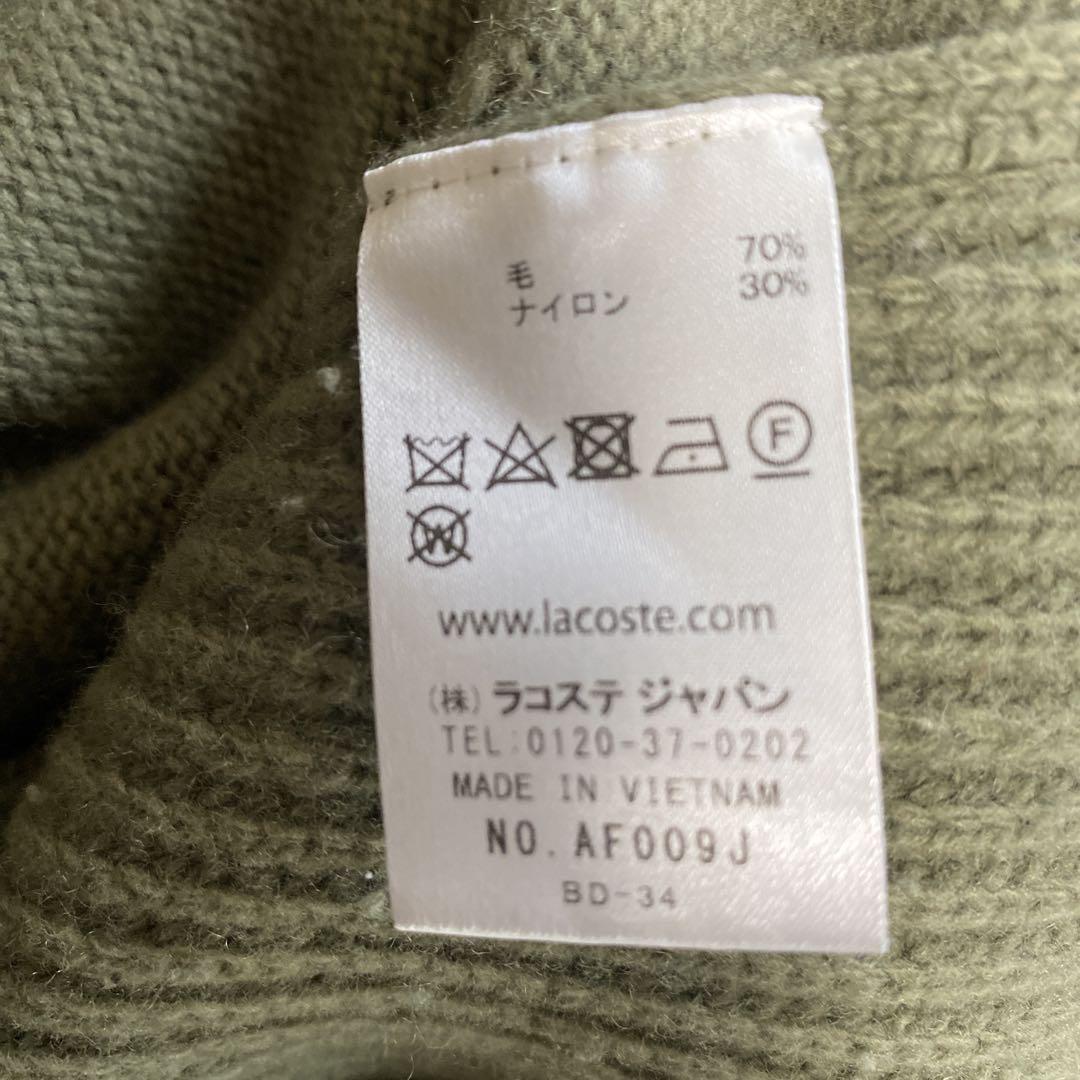 毛 70%
ナイロン 30%
F
W
www.lacoste.com
(株) ラコステ ジャパン
TEL:0120-37-0202
MADE IN VIETNAM
NO. AF009J
BD-34